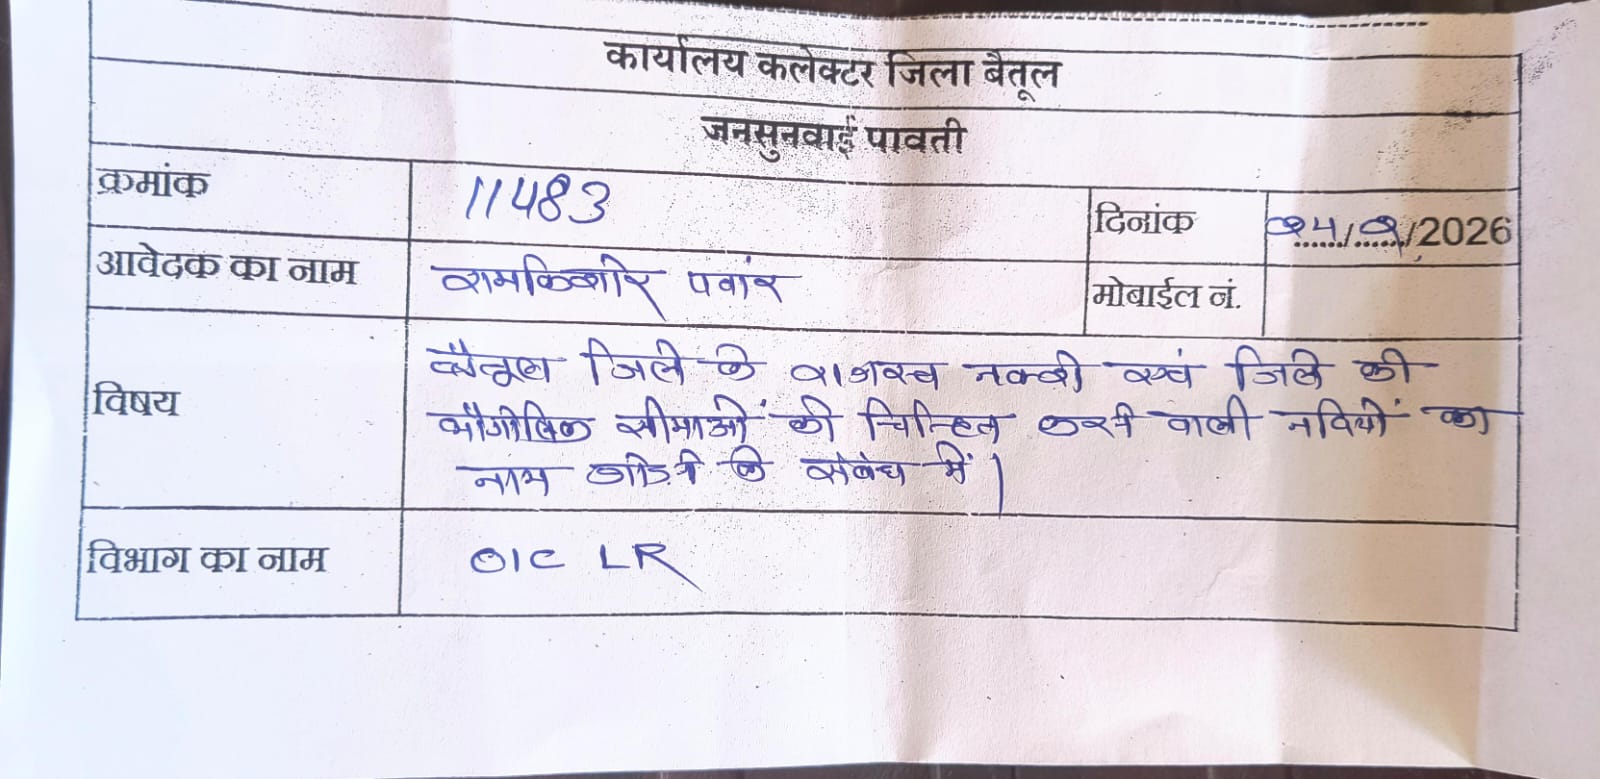 कार्यालय कलेक्टर जिला बैतूल
जनसुनवाई पावती
क्रमांक 11483 दिनांक 24/2/2026
आवेदक का नाम रामकिशोर पवांर मोबाईल नं.
विषय बैतूल जिले के राजस्व नक्शे एवं जिले की
भौगोलिक सीमाओं को चिन्हित करने वाली नदियों का
नाम जोड़ने के संबंध में।
विभाग का नाम OIC LR